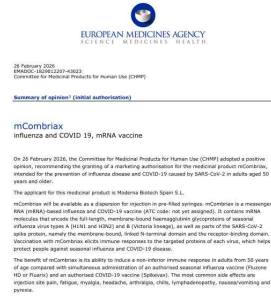 EUROPEAN MEDICINES AGENCY
SCIENCE MEDICINES HEALTH
26 February 2026
EMADOC-1829012207-43023
Committee for Medicinal Products for Human Use (CHMP)
Summary of opinion¹ (initial authorisation)
mCombriax
influenza and COVID 19, mRNA vaccine
On 26 February 2026, the Committee for Medicinal Products for Human Use (CHMP) adopted a positive
opinion, recommending the granting of a marketing authorisation for the medicinal product mCombriax,
intended for the prevention of influenza disease and COVID-19 caused by SARS-CoV-2 in adults aged 50
years and older.
The applicant for this medicinal product is Moderna Biotech Spain S.L.
mCombriax will be available as a dispersion for injection in pre-filled syringes. mCombriax is a messenger
RNA (mRNA)-based influenza and COVID-19 vaccine (ATC code: not yet assigned). It contains mRNA
molecules that encode the full-length, membrane-bound haemagglutinin glycoproteins of seasonal
influenza virus types A (H1N1 and H3N2) and B (Victoria lineage), as well as parts of the SARS-CoV-2
spike protein, namely the membrane-bound, linked N-terminal domain and the receptor-binding domain.
Vaccination with mCombriax elicits immune responses to the targeted proteins of each virus, which helps
protect people against seasonal influenza and COVID-19 disease.
The benefit of mCombriax is its ability to induce a non-inferior immune response in adults from 50 years
of age compared with simultaneous administration of an authorised seasonal influenza vaccine (Fluzone
HD or Fluarix) and an authorised COVID-19 vaccine (Spikevax). The most common side effects are
injection site pain, fatigue, myalgia, headache, arthralgia, chills, lymphadenopathy, nausea/vomiting and
pyrexia.